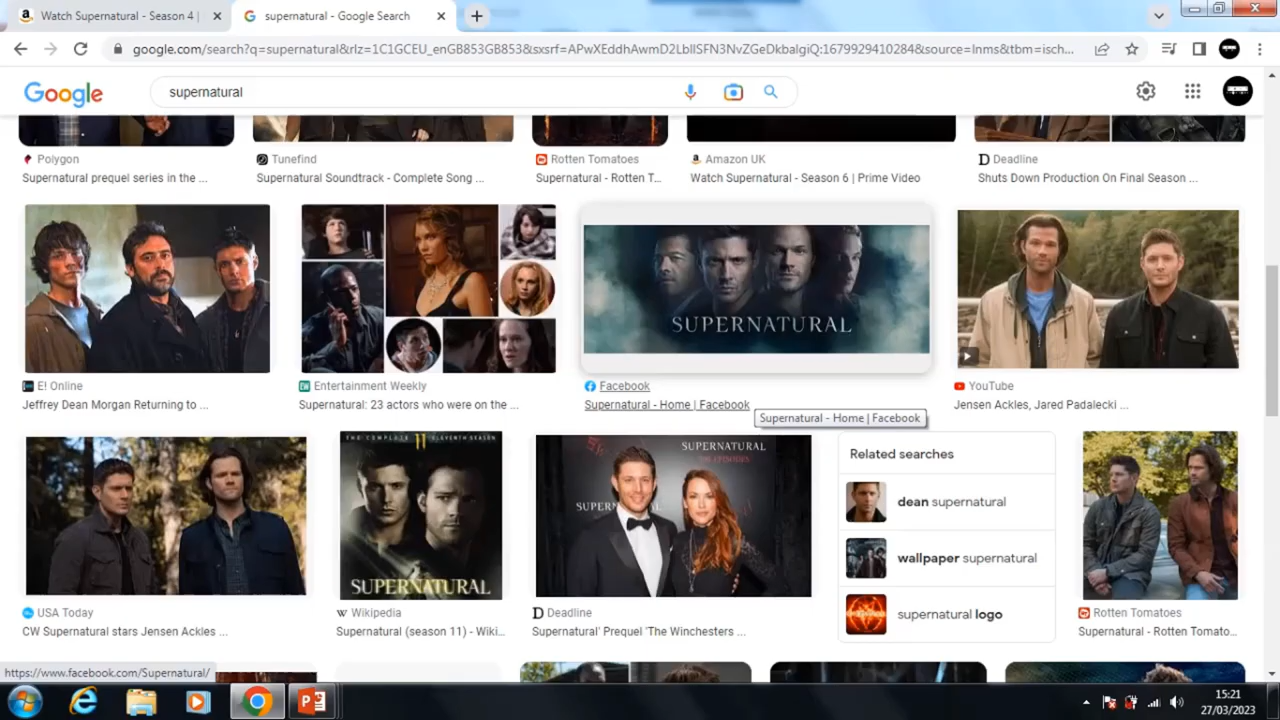 Watch Supernatural - Season 4 |
supernatural - Google Search
google.com/search?q=supernatural&rlz=1C1GCEU_enGB853GB853&sxsrf=APwXEddhAwmD2LbllSFN3NvZGeDkbalgiQ:1679929410284&source=lnms&tbm=isch...
Google
supernatural
Polygon
Supernatural prequel series in the ...
Tunefind
Supernatural Soundtrack - Complete Song ...
Rotten Tomatoes
Supernatural - Rotten T...
Amazon UK
Watch Supernatural - Season 6 | Prime Video
Deadline
Shuts Down Production On Final Season ...
SUPERNATURAL
E! Online
Jeffrey Dean Morgan Returning to ...
Entertainment Weekly
Supernatural: 23 actors who were on the ...
Facebook
Supernatural - Home | Facebook
Supernatural - Home | Facebook
YouTube
Jensen Ackles, Jared Padalecki ...
THE COMPLETE 11 ELEVENTH SEASON
SUPERNATURAL
SUPERNATURAL
Related searches
dean supernatural
wallpaper supernatural
supernatural logo
USA Today
CW Supernatural stars Jensen Ackles ...
Wikipedia
Supernatural (season 11) - Wiki...
Deadline
Supernatural' Prequel 'The Winchesters ...
Rotten Tomatoes
Supernatural - Rotten Tomato...
https://www.facebook.com/Supernatural/
15:21
27/03/2023